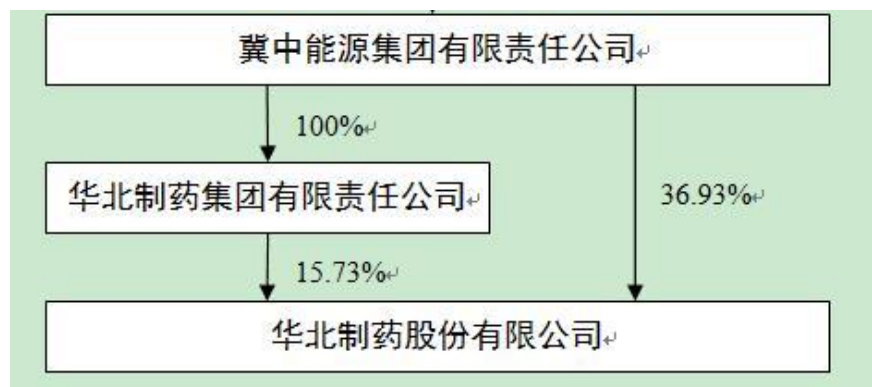 冀中能源集团有限责任公司
100%
华北制药集团有限责任公司
36.93%
15.73%
华北制药股份有限公司